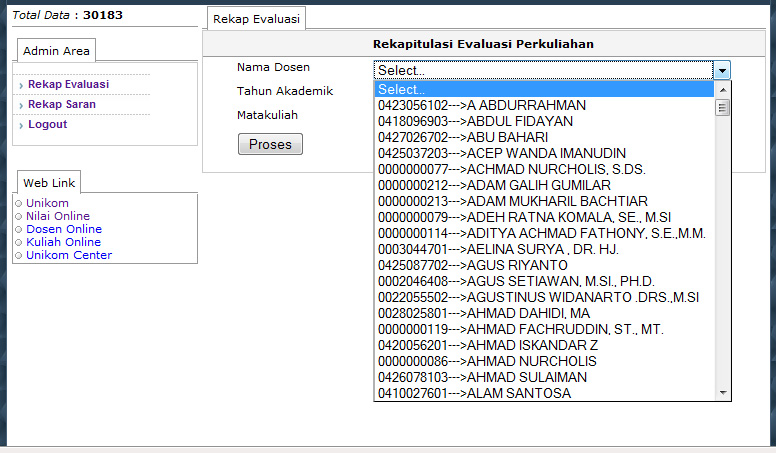 Total Data : 30183
Admin Area
› Rekap Evaluasi
› Rekap Saran
› Logout
Web Link
Unikom
Nilai Online
Dosen Online
Kuliah Online
Unikom Center
Rekap Evaluasi
Rekapitulasi Evaluasi Perkuliahan
Nama Dosen
Tahun Akademik
Matakuliah
Proses
Select...
Select...
0423056102--->A ABDURRAHMAN
0418096903--->ABDUL FIDAYAN
0427026702--->ABU BAHARI
0425037203--->ACEP WANDA IMANUDIN
0000000077--->ACHMAD NURCHOLIS, S.DS.
0000000212--->ADAM GALIH GUMILAR
0000000213--->ADAM MUKHARIL BACHTIAR
0000000079--->ADEH RATNA KOMALA, SE., M.SI
0000000114--->ADITYA ACHMAD FATHONY, S.E.,M.M.
0003044701--->AELINA SURYA , DR. HJ.
0425087702--->AGUS RIYANTO
0002046408--->AGUS SETIAWAN, M.SI., PH.D.
0022055502--->AGUSTINUS WIDANARTO .DRS.,M.SI
0028025801--->AHMAD DAHIDI, MA
0000000119--->AHMAD FACHRUDDIN, ST., MT.
0420056201--->AHMAD ISKANDAR Z
0000000086--->AHMAD NURCHOLIS
0426078103--->AHMAD SULAIMAN
0410027601--->ALAM SANTOSA